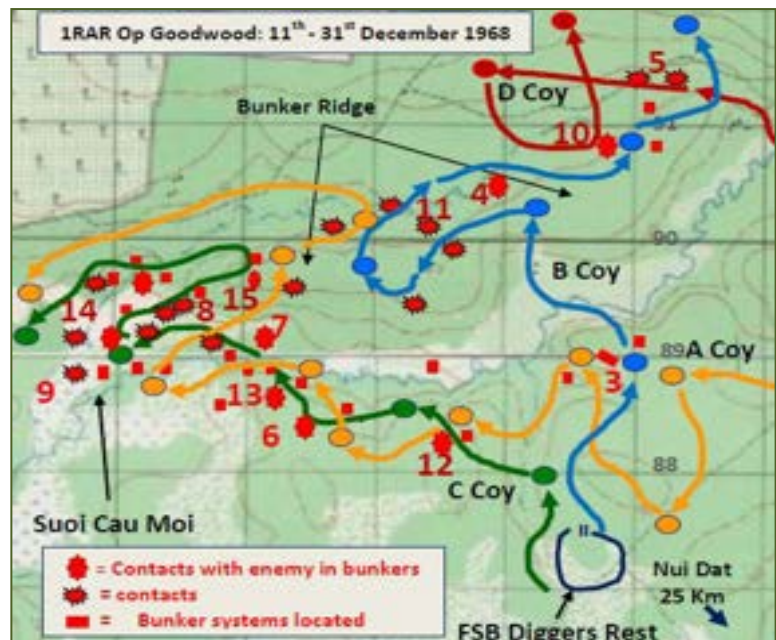 1RAR Op Goodwood: 11th - 31st December 1968
5
D Coy
Bunker Ridge
10
91
4
11
90
B Coy
14
8
15
7
89
A Coy
3
9
13
6
12
88
C Coy
Suoi Cau Moi
II
Nui Dat
25 Km
= Contacts with enemy in bunkers
= contacts
= Bunker systems located
FSB Diggers Rest